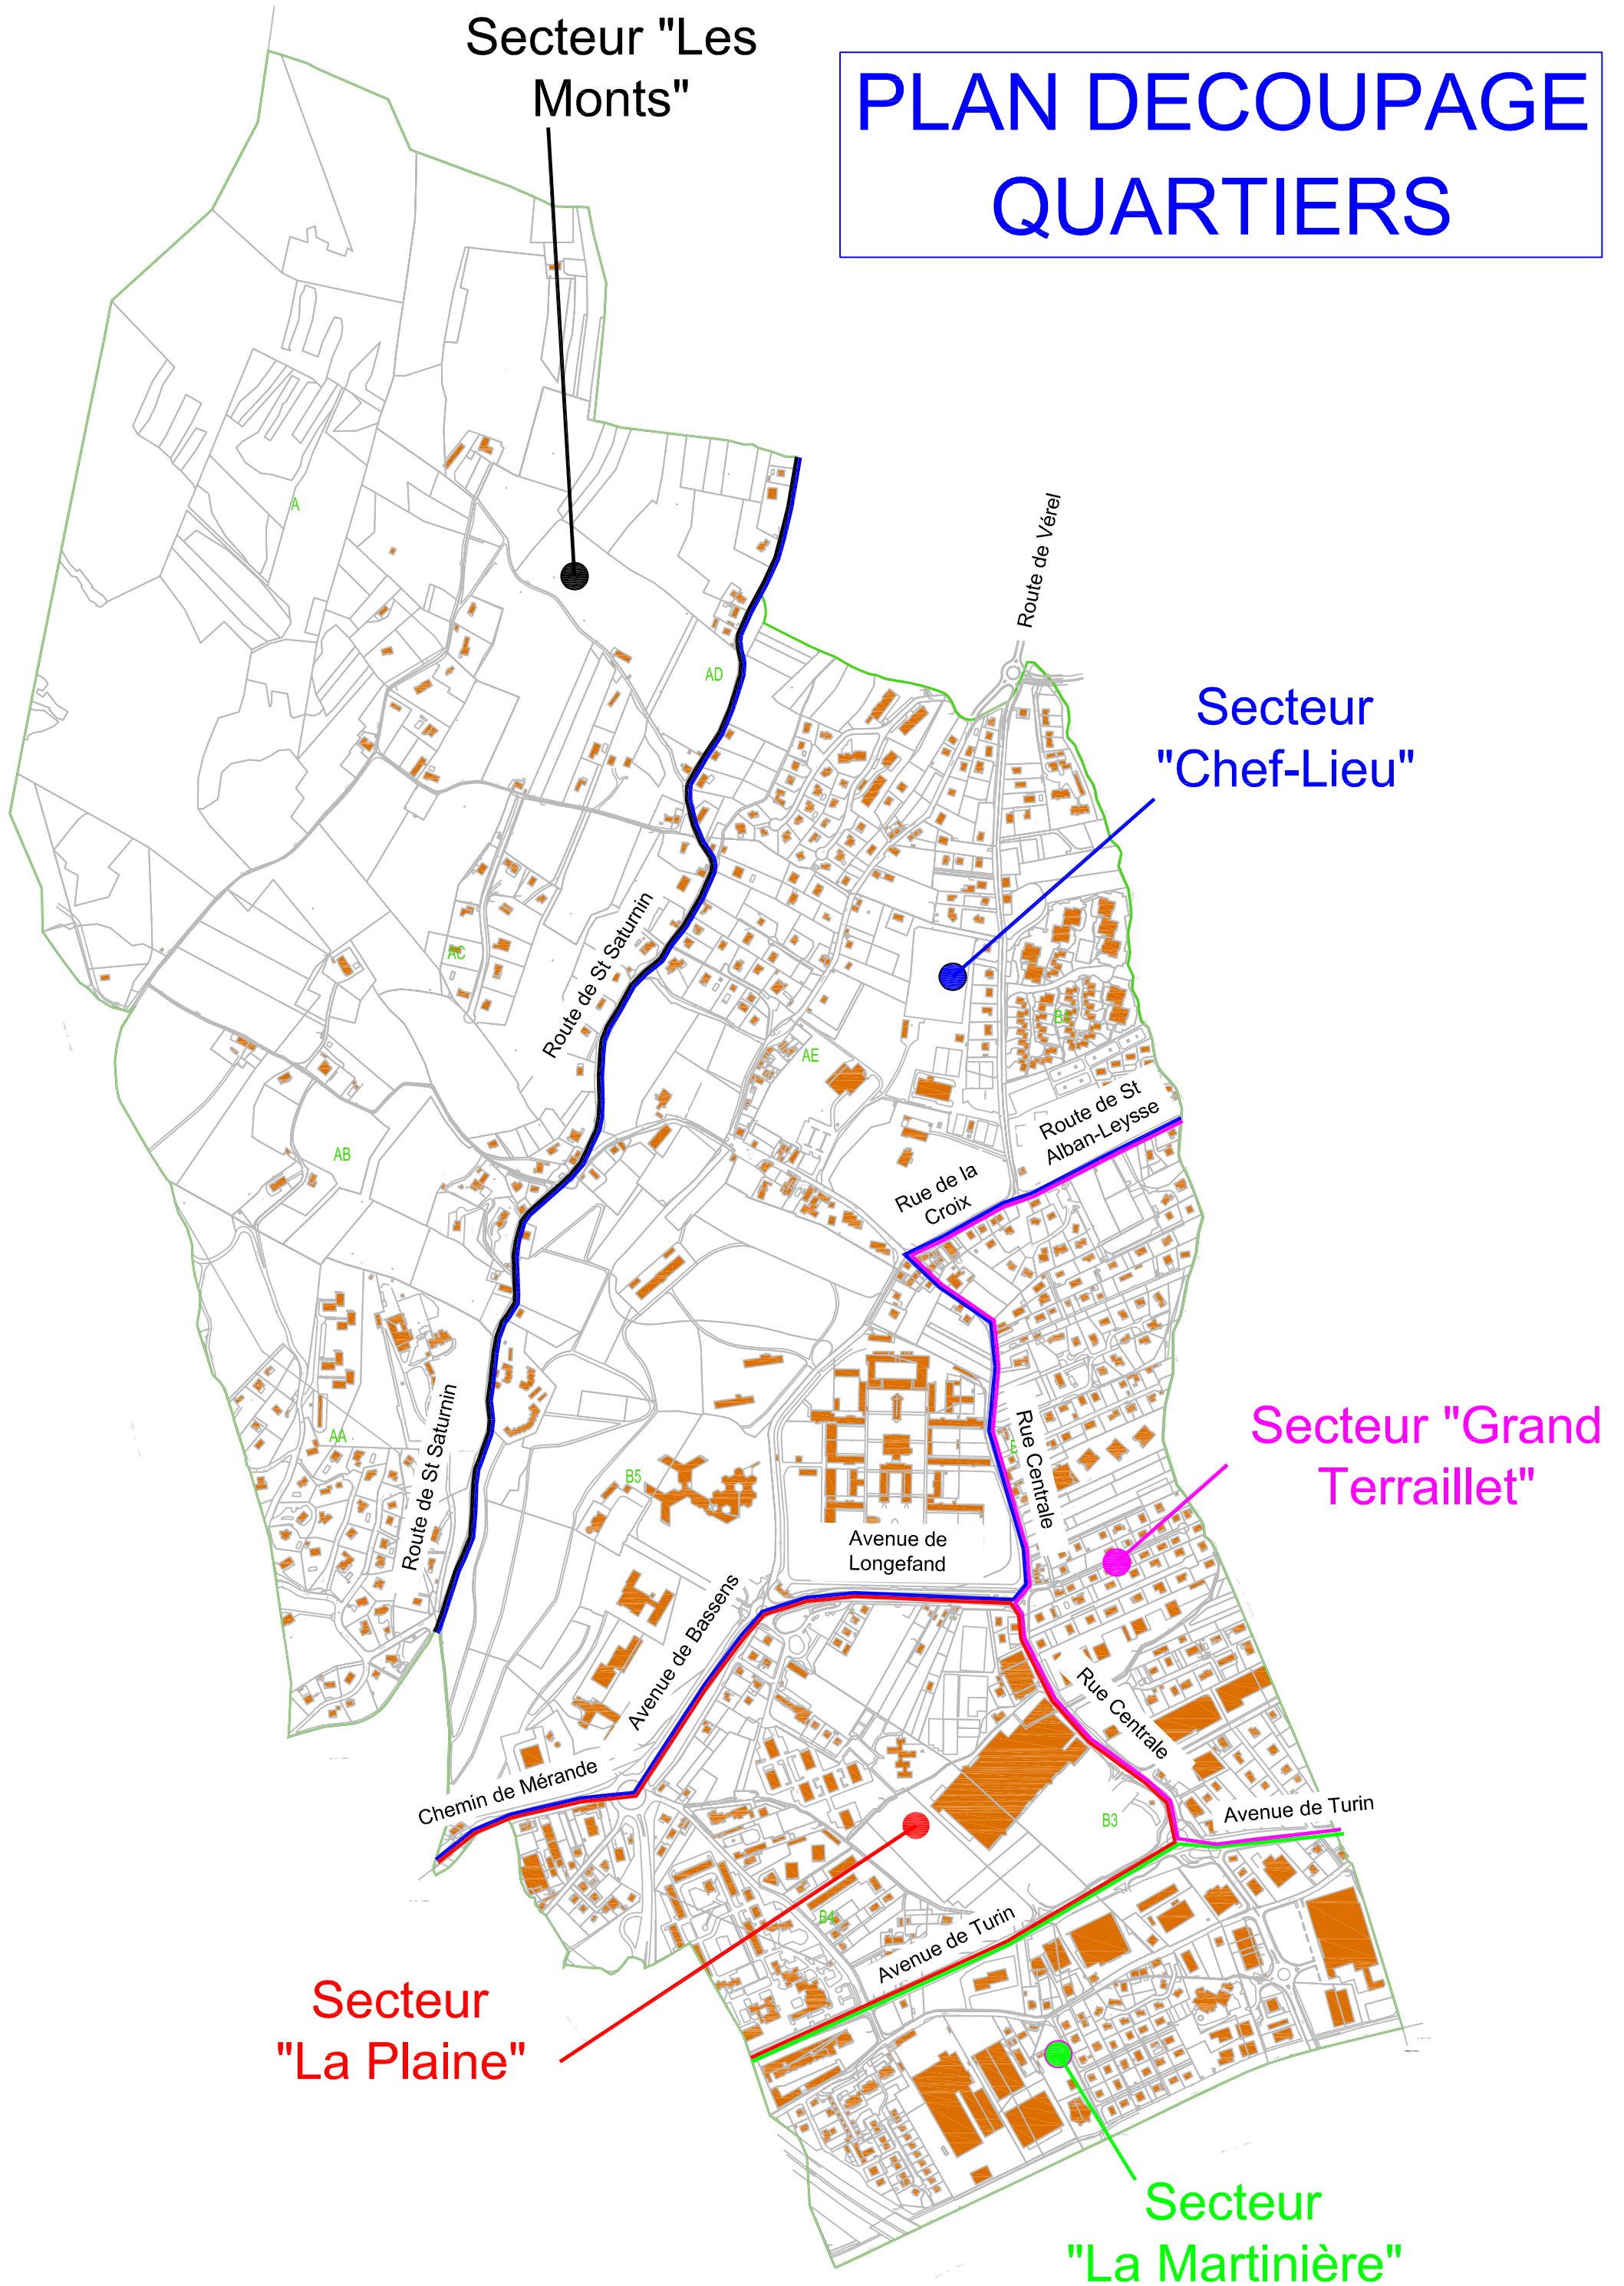 Secteur "Les
Monts"
PLAN DECOUPAGE
QUARTIERS
A
Route de Vérel
AD
Secteur
"Chef-Lieu"
Route de St Saturnin
AC
AE
Route de St
Alban-Leysse
AB
Rue de la
Croix
Route de St Saturnin
AA
Rue Centrale
Secteur "Grand
Terraillet"
B5
Avenue de
Longefand
Avenue de Bassens
Rue Centrale
Chemin de Mérande
Avenue de Turin
B3
B4
Avenue de Turin
Secteur
"La Plaine"
Secteur
"La Martinière"